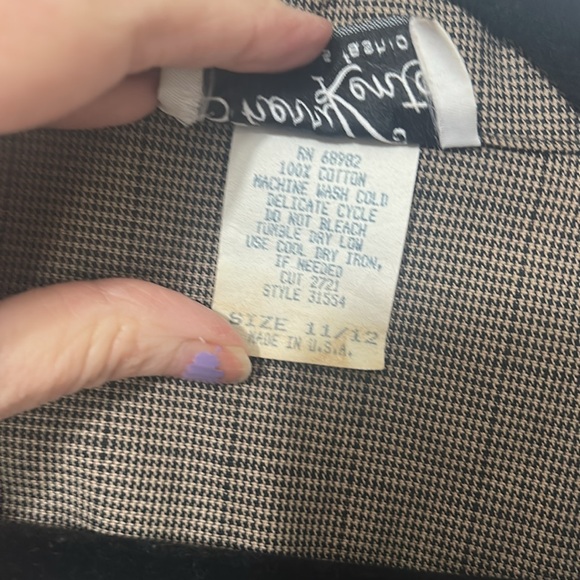 RN 68982
100% COTTON
MACHINE WASH COLD
DELICATE CYCLE
DO NOT BLEACH
TUMBLE DRY LOW
USE COOL DRY IRON,
IF NEEDED
CUT 2721
STYLE 31554
SIZE 11/12
MADE IN U.S.A.